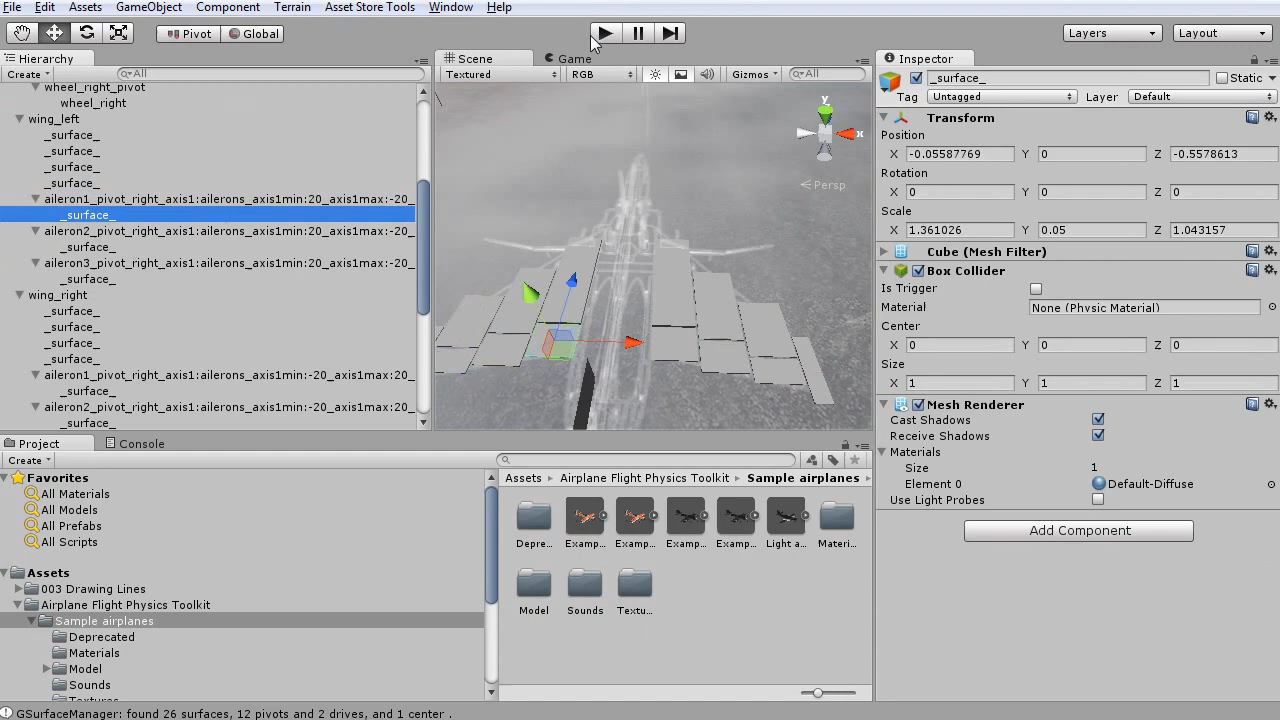 File Edit Assets GameObject Component Terrain Asset Store Tools Window Help
Pivot Global Layers Layout
Hierarchy
Create All
wheel_right_pivot
wheel_right
wing_left
_surface_
_surface_
_surface_
_surface_
aileron1_pivot_right_axis1:ailerons_axis1min:20_axis1max:-20_
_surface_
aileron2_pivot_right_axis1:ailerons_axis1min:20_axis1max:-20_
_surface_
aileron3_pivot_right_axis1:ailerons_axis1min:20_axis1max:-20_
_surface_
wing_right
_surface_
_surface_
_surface_
_surface_
aileron1_pivot_right_axis1:ailerons_axis1min:-20_axis1max:20_
_surface_
aileron2_pivot_right_axis1:ailerons_axis1min:-20_axis1max:20_
_surface_
Scene Game
Textured RGB Gizmos All
y
x
Persp
Inspector
_surface_ Static
Tag Untagged Layer Default
Transform
Position
X -0.05587769 Y 0 Z -0.5578613
Rotation
X 0 Y 0 Z 0
Scale
X 1.361026 Y 0.05 Z 1.043157
Cube (Mesh Filter)
Box Collider
Is Trigger
Material None (Physic Material)
Center
X 0 Y 0 Z 0
Size
X 1 Y 1 Z 1
Mesh Renderer
Cast Shadows
Receive Shadows
Materials
Size 1
Element 0 Default-Diffuse
Use Light Probes
Add Component
Project Console
Create
Favorites
All Materials
All Models
All Prefabs
All Scripts
Assets
003 Drawing Lines
Airplane Flight Physics Toolkit
Sample airplanes
Deprecated
Materials
Model
Sounds
Textures
Assets Airplane Flight Physics Toolkit Sample airplanes
Depre... Examp... Examp... Examp... Examp... Light a... Materi...
Model Sounds Textu...
GSurfaceManager: found 26 surfaces, 12 pivots and 2 drives, and 1 center .